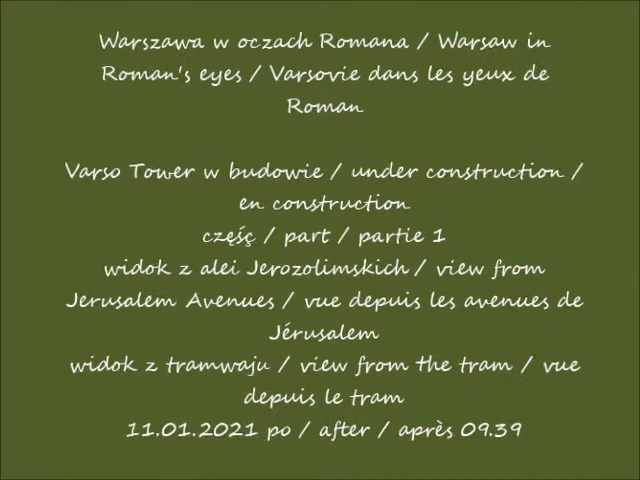 Warszawa w oczach Romana / Warsaw in
Roman's eyes / Varsovie dans les yeux de
Roman
Varso Tower w budowie / under construction /
en construction
częśç / part / partie 1
widok z alei Jerozolimskich / view from
Jerusalem Avenues / vue depuis les avenues de
Jérusalem
widok z tramwaju / view from the tram / vue
depuis le tram
11.01.2021 po / after / après 09.39